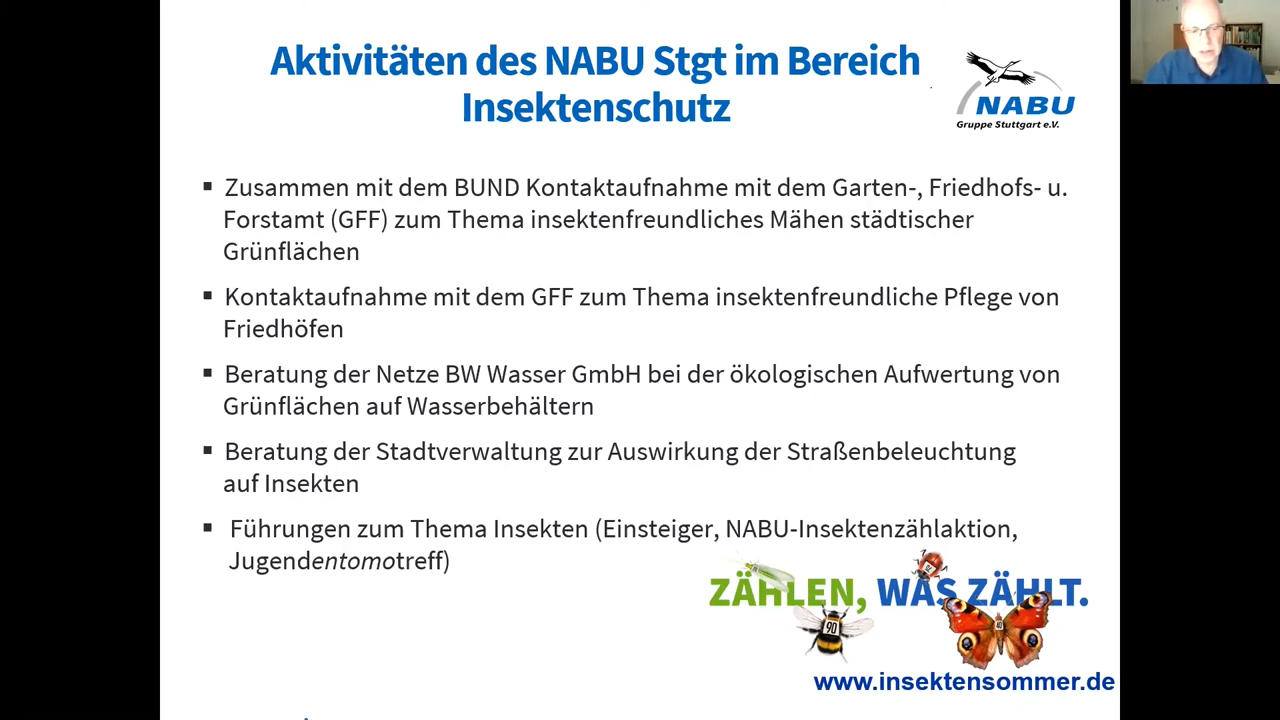 Aktivitäten des NABU Stgt im Bereich
Insektenschutz
NABU
Gruppe Stuttgart e.V.
▪ Zusammen mit dem BUND Kontaktaufnahme mit dem Garten-, Friedhofs- u.
Forstamt (GFF) zum Thema insektenfreundliches Mähen städtischer
Grünflächen
▪ Kontaktaufnahme mit dem GFF zum Thema insektenfreundliche Pflege von
Friedhöfen
▪ Beratung der Netze BW Wasser GmbH bei der ökologischen Aufwertung von
Grünflächen auf Wasserbehältern
▪ Beratung der Stadtverwaltung zur Auswirkung der Straßenbeleuchtung
auf Insekten
▪ Führungen zum Thema Insekten (Einsteiger, NABU-Insektenzählaktion,
Jugendentomotreff)
ZÄHLEN, WAS ZÄHLT.
90
www.insektensommer.de